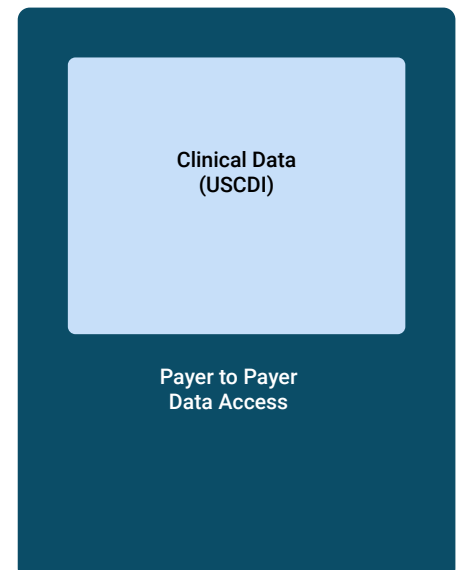 Clinical Data
(USCDI)
Payer to Payer
Data Access